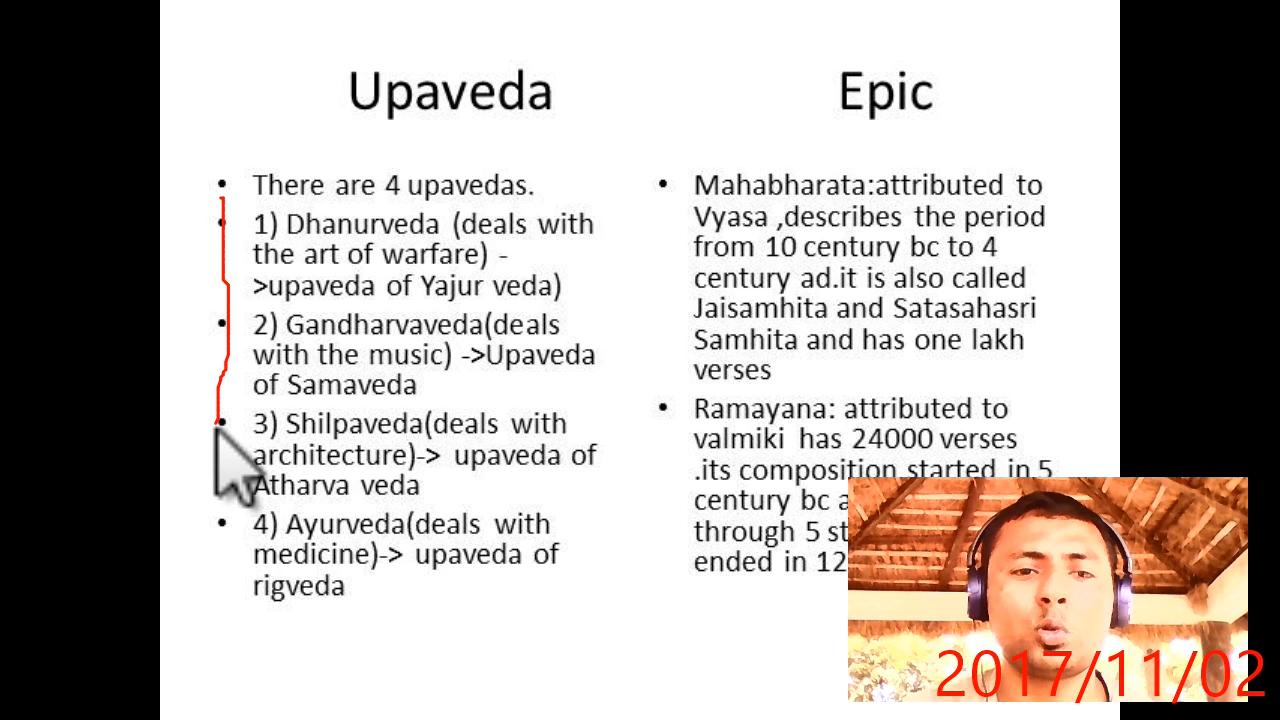 Upaveda
• There are 4 upavedas.
• 1) Dhanurveda (deals with
the art of warfare) -
>upaveda of Yajur veda)
• 2) Gandharvaveda(deals
with the music) ->Upaveda
of Samaveda
• 3) Shilpaveda(deals with
architecture)-> upaveda of
Atharva veda
• 4) Ayurveda(deals with
medicine)-> upaveda of
rigveda
Epic
• Mahabharata:attributed to
Vyasa ,describes the period
from 10 century bc to 4
century ad.it is also called
Jaisamhita and Satasahasri
Samhita and has one lakh
verses
• Ramayana: attributed to
valmiki has 24000 verses
.its composition started in 5
century bc
through 5
ended in 12
2017/11/02